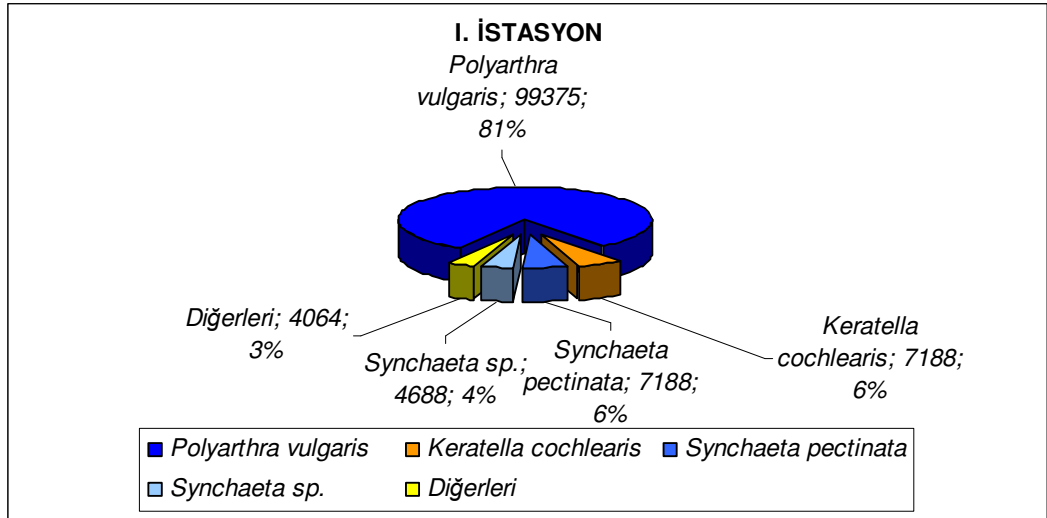 I. İSTASYON
Polyarthra
vulgaris; 99375;
81%
Diğerleri; 4064;
3%
Synchaeta sp.;
4688; 4%
Synchaeta
pectinata; 7188;
6%
Keratella
cochlearis; 7188;
6%
Polyarthra vulgaris Keratella cochlearis Synchaeta pectinata
Synchaeta sp. Diğerleri